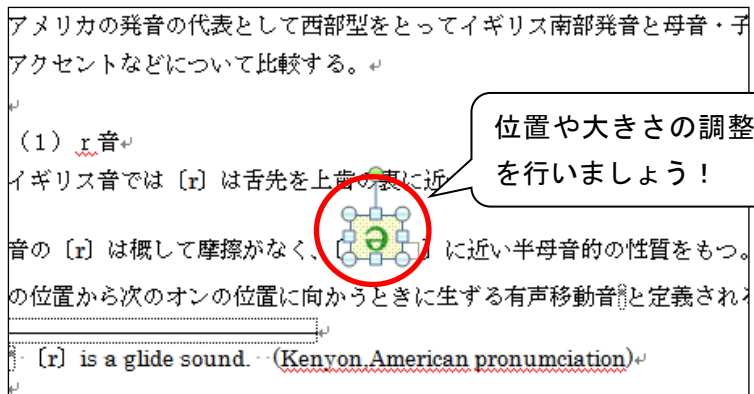 アメリカの発音の代表として西部型をとってイギリス南部発音と母音・子
アクセントなどについて比較する。
(1) r音
位置や大きさの調整
を行いましょう!
イギリス音では〔r〕は舌先を上歯の裏に近
ə
音の〔r〕は概して摩擦がなく、〔 〕に近い半母音的の性質をもつ。
の位置から次のオンの位置に向かうときに生ずる有声移動音と定義され
〔r〕is a glide sound. (Kenyon,American pronumciation)